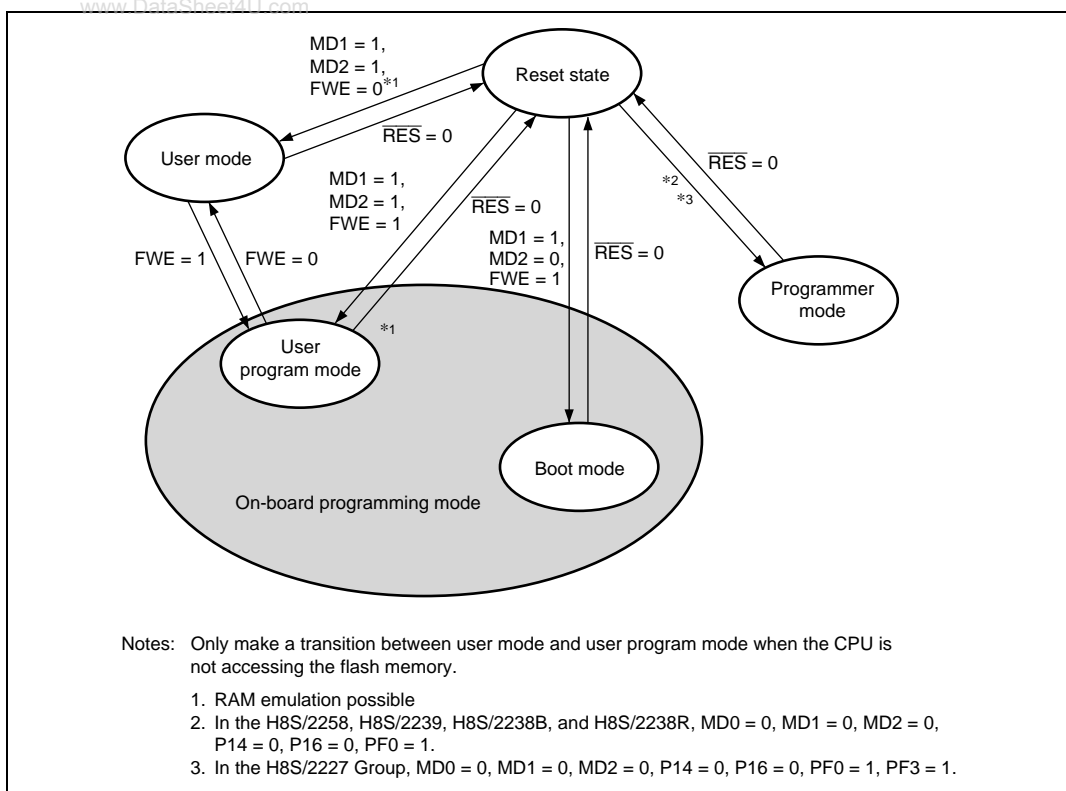 www.DataSheet4U.com
MD1 = 1,
MD2 = 1,
FWE = 0*1
Reset state
RES = 0
User mode
RES = 0
*2
*3
MD1 = 1,
MD2 = 1,
FWE = 1
RES = 0
MD1 = 1,
MD2 = 0,
FWE = 1
RES = 0
FWE = 1
FWE = 0
Programmer
mode
*1
User
program mode
Boot mode
On-board programming mode
Notes: Only make a transition between user mode and user program mode when the CPU is
not accessing the flash memory.
1. RAM emulation possible
2. In the H8S/2258, H8S/2239, H8S/2238B, and H8S/2238R, MD0 = 0, MD1 = 0, MD2 = 0,
P14 = 0, P16 = 0, PF0 = 1.
3. In the H8S/2227 Group, MD0 = 0, MD1 = 0, MD2 = 0, P14 = 0, P16 = 0, PF0 = 1, PF3 = 1.